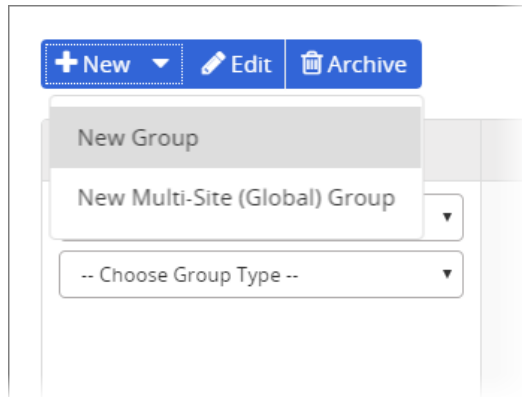 New Edit Archive
New Group
New Multi-Site (Global) Group
-- Choose Group Type --